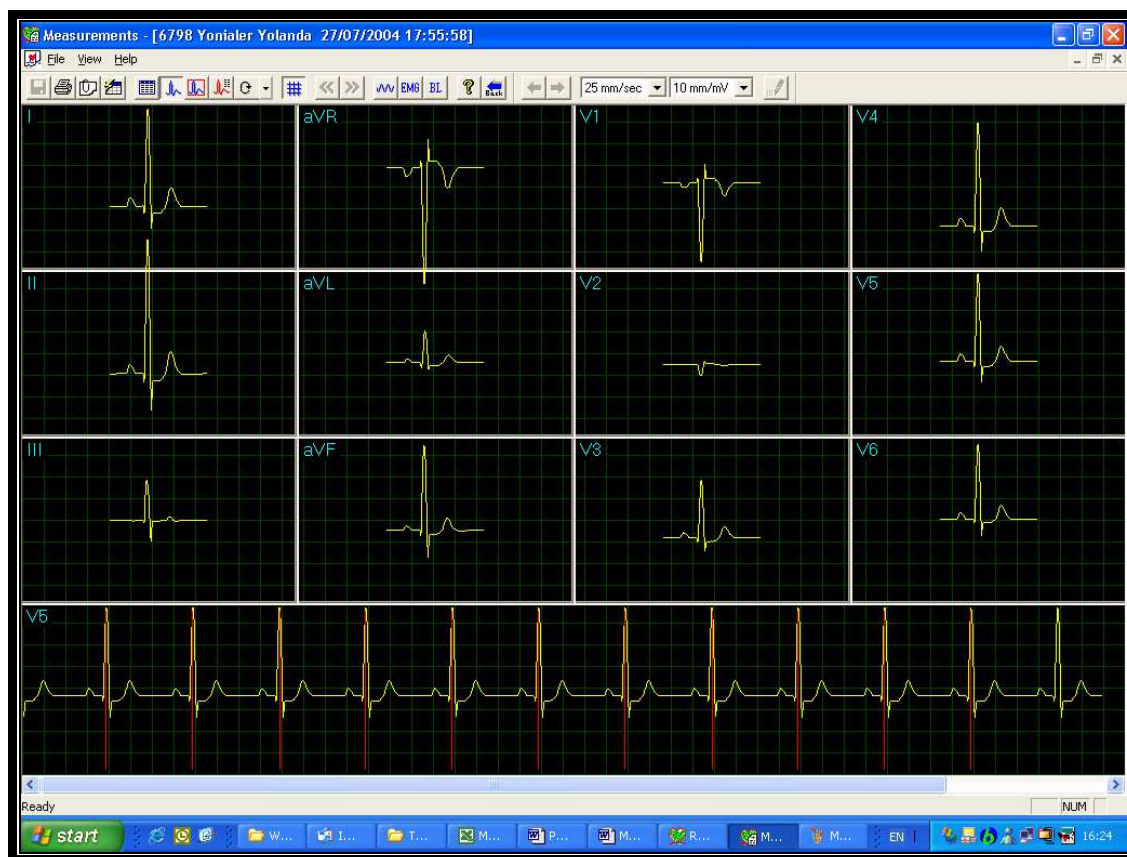 Measurements - [6798 Yonialer Yolanda 27/07/2004 17:55:58]
File View Help
EMG BL ? Back 25 mm/sec 10 mm/mV
I aVR V1 V4
II aVL V2 V5
III aVF V3 V6
V5
Ready NUM
start W... I... T... M... P... M... R... M... M... EN 16:24